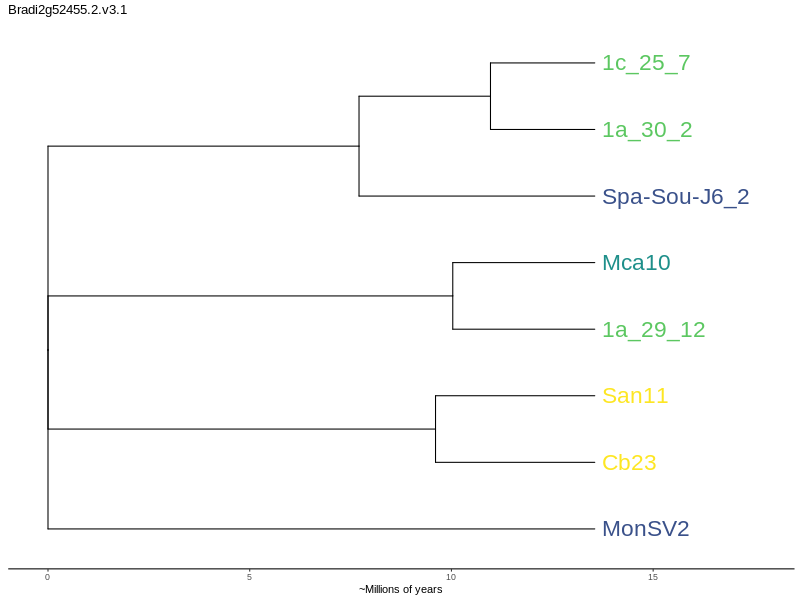 Bradi2g52455.2.v3.1
1c_25_7
1a_30_2
Spa-Sou-J6_2
Mca10
1a_29_12
San11
Cb23
MonSV2
0 5 10 15
~Millions of years